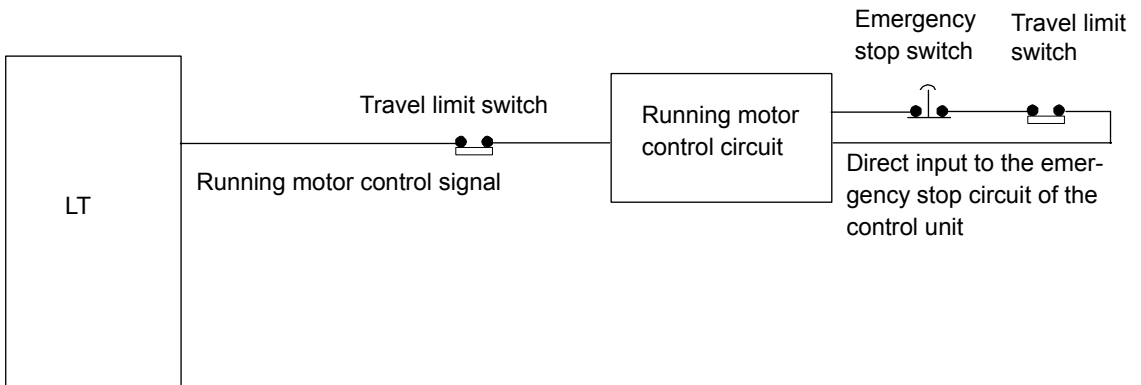 Emergency
stop switch
Travel limit
switch
Travel limit switch
Running motor
control circuit
Running motor control signal
Direct input to the emer-
gency stop circuit of the
control unit
LT